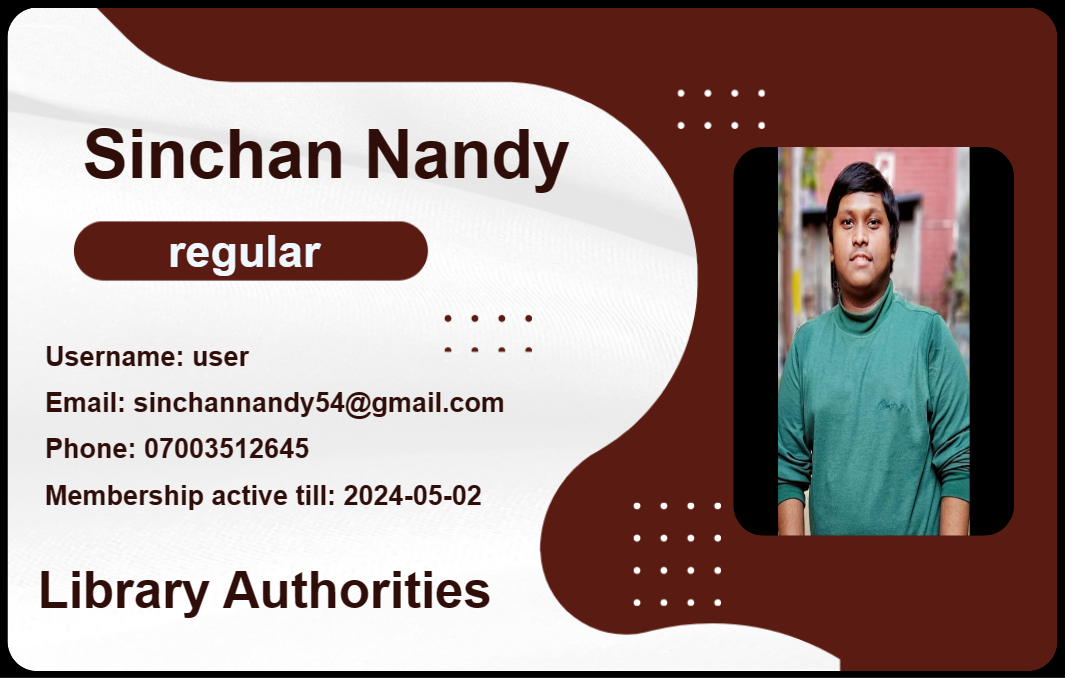 Sinchan Nandy
regular
Username: user
Email: sinchannandy54@gmail.com
Phone: 07003512645
Membership active till: 2024-05-02
Library Authorities